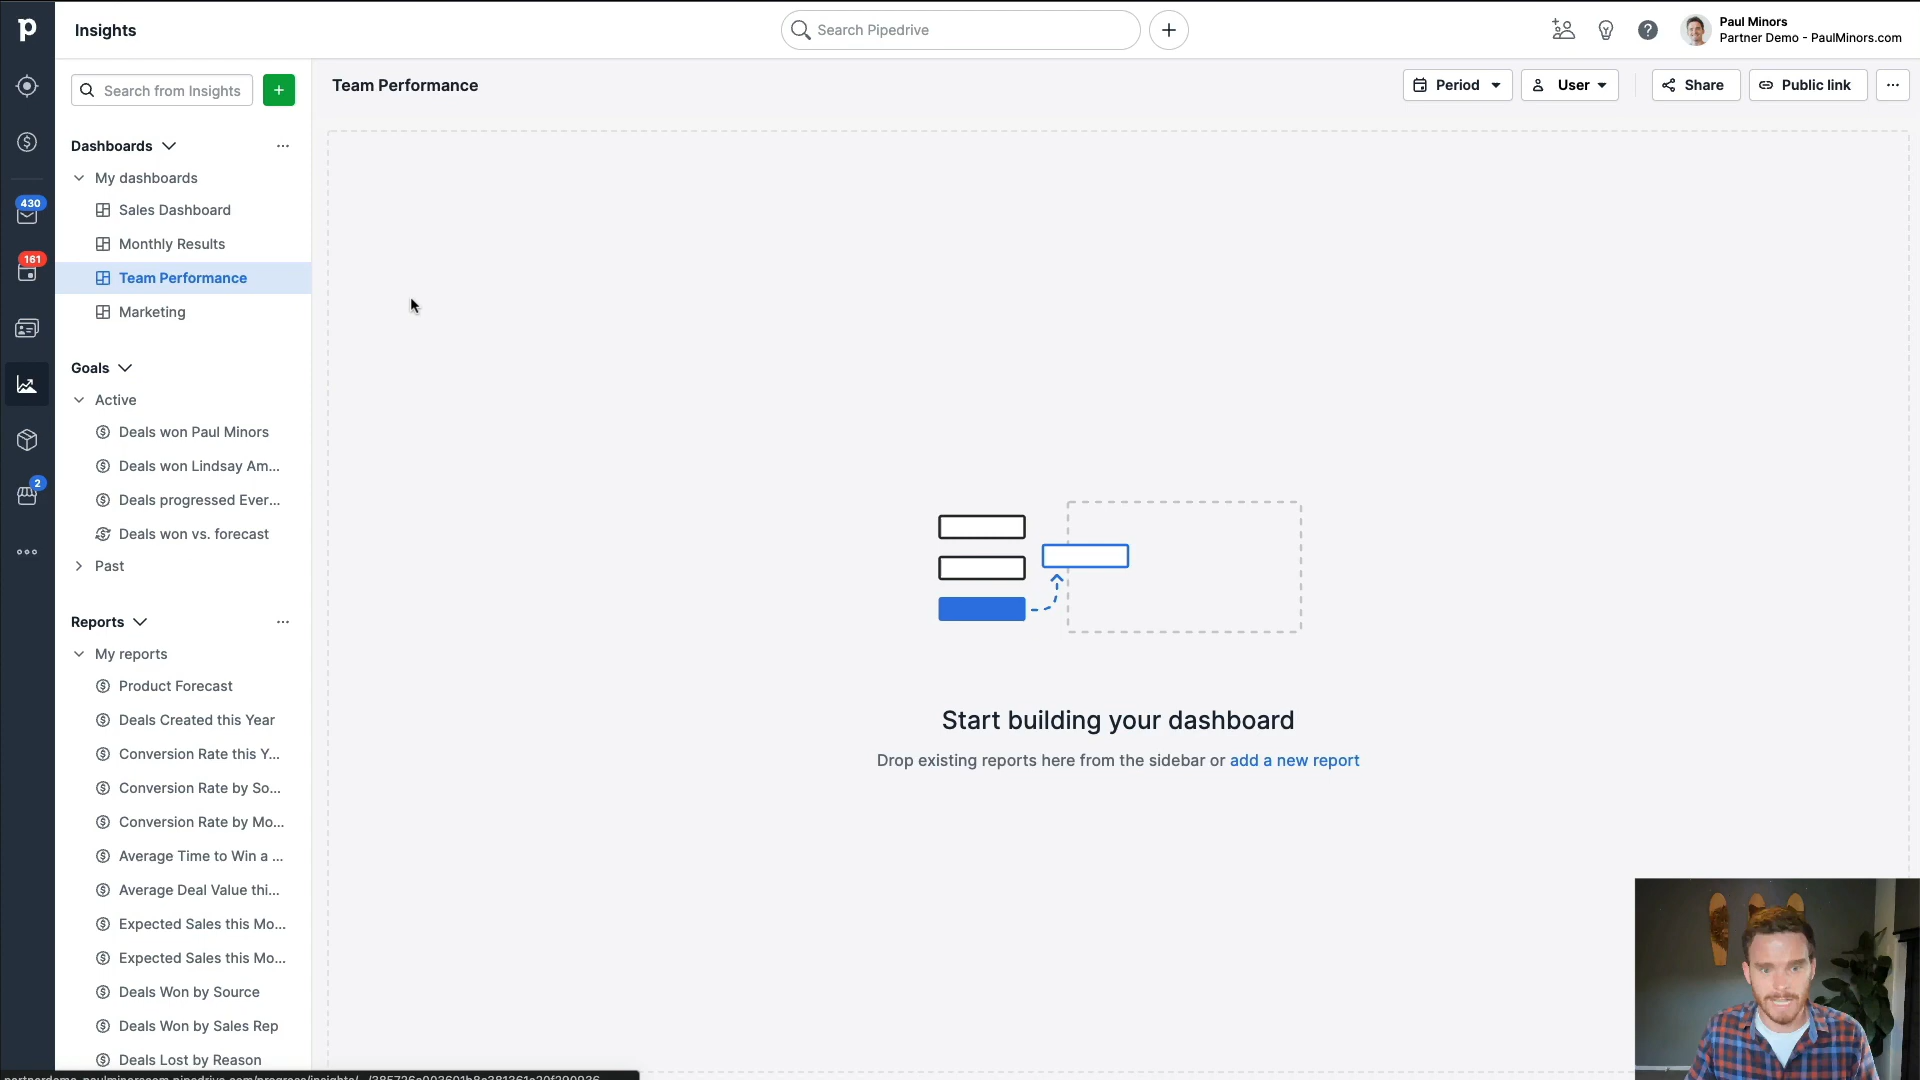 Insights
Search Pipedrive
Paul Minors
Partner Demo - PaulMinors.com
Search from Insights
Team Performance
Period
User
Share
Public link
Dashboards
My dashboards
Sales Dashboard
430
Monthly Results
161
Team Performance
Marketing
Goals
Active
Deals won Paul Minors
Deals won Lindsay Am...
2
Deals progressed Ever...
Deals won vs. forecast
Past
Reports
My reports
Product Forecast
Deals Created this Year
Start building your dashboard
Conversion Rate this Y...
Drop existing reports here from the sidebar or add a new report
Conversion Rate by So...
Conversion Rate by Mo...
Average Time to Win a ...
Average Deal Value thi...
Expected Sales this Mo...
Expected Sales this Mo...
Deals Won by Source
Deals Won by Sales Rep
Deals Lost by Reason